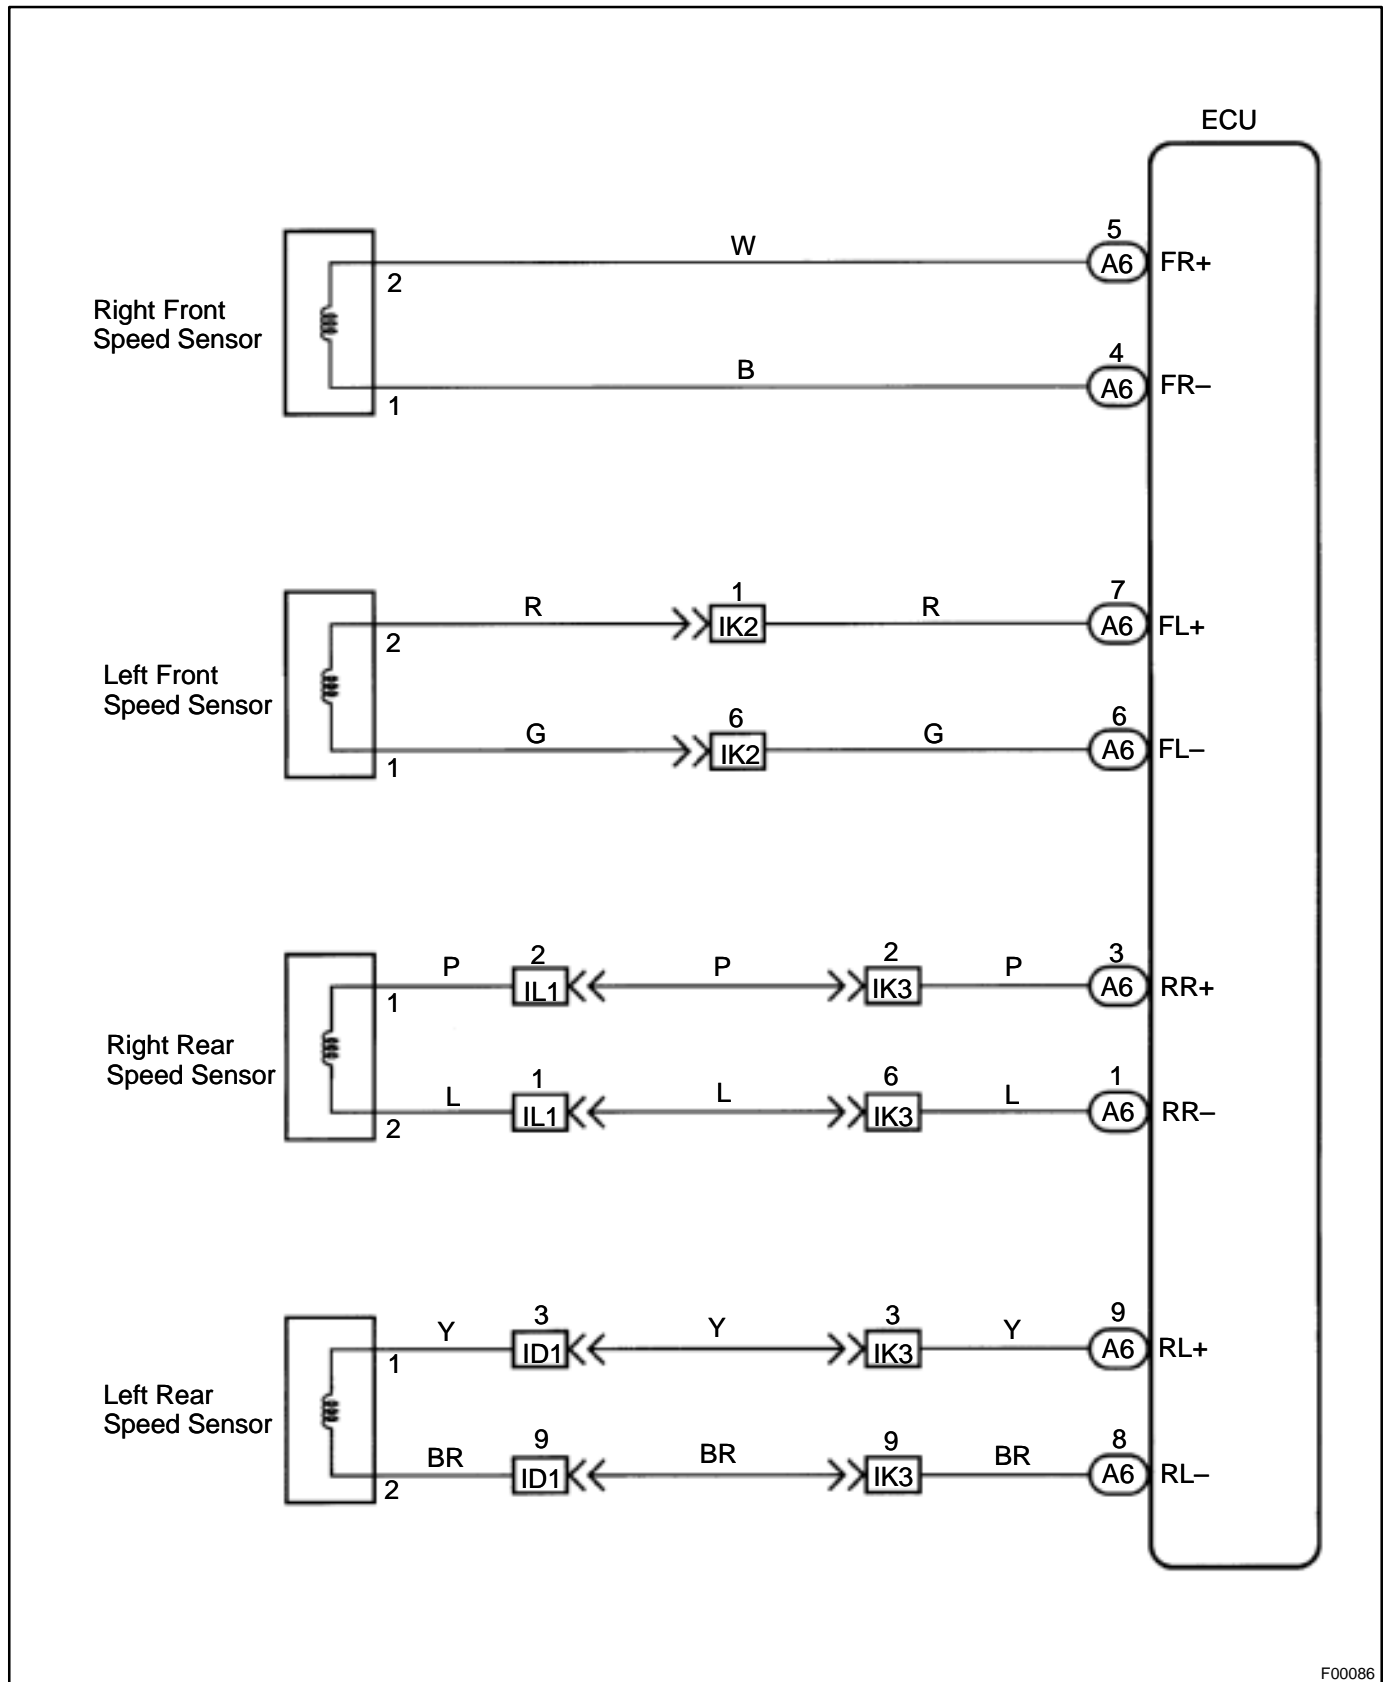 ECU
W
5
2
A6
FR+
Right Front
Speed Sensor
B
4
1
A6
FR–
R
1
R
7
2
IK2
A6
FL+
Left Front
Speed Sensor
G
6
G
6
1
IK2
A6
FL–
P
2
P
2
P
3
1
IL1
IK3
A6
RR+
Right Rear
Speed Sensor
L
1
L
6
L
1
2
IL1
IK3
A6
RR–
Y
3
Y
3
Y
9
1
ID1
IK3
A6
RL+
Left Rear
Speed Sensor
BR
9
BR
9
BR
8
2
ID1
IK3
A6
RL–
F00086